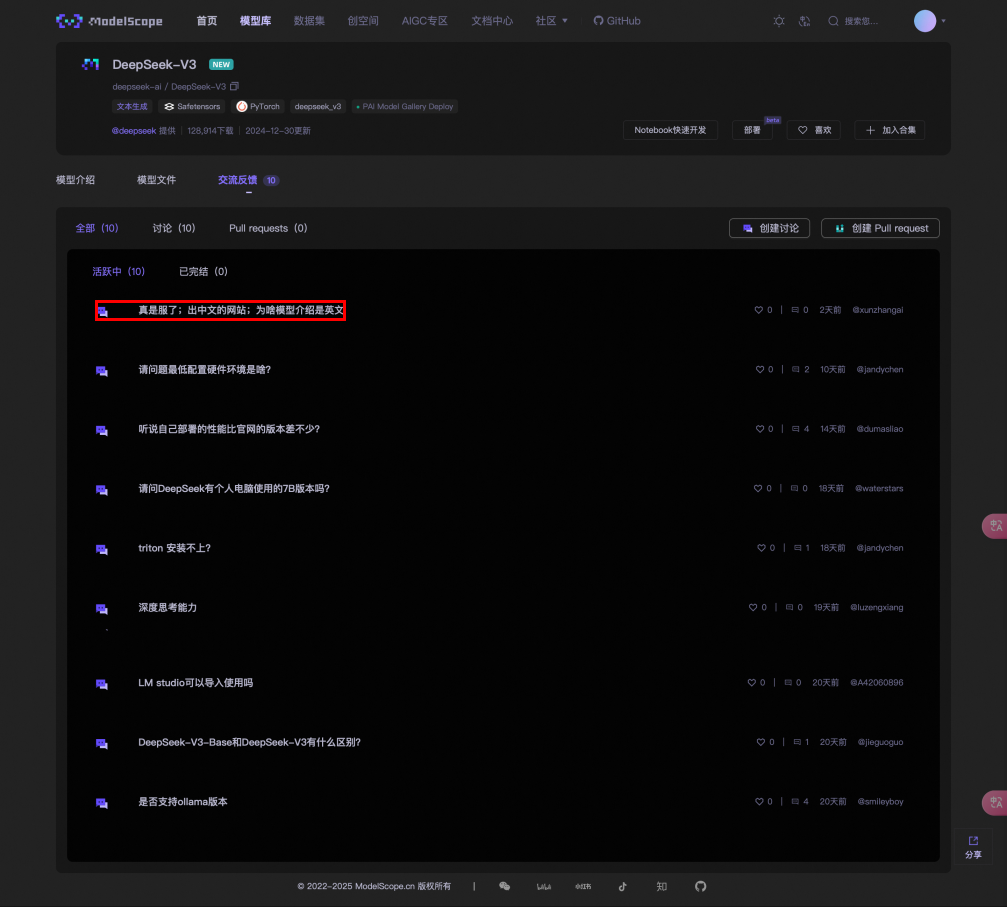 ModelScope 首页 模型库 数据集 创空间 AIGC专区 文档中心 社区 GitHub 搜索您...
DeepSeek-V3 NEW
deepseek-ai / DeepSeek-V3
文本生成 Safetensors PyTorch deepseek_v3 PAI Model Gallery Deploy
@deepseek 提供 | 128,914下载 | 2024-12-30更新
Notebook快速开发 部署 beta 喜欢 加入合集
模型介绍 模型文件 交流反馈 10
全部 (10) 讨论 (10) Pull requests (0) 创建讨论 创建 Pull request
活跃中 (10) 已完结 (0)
真是服了；出中文的网站；为啥模型介绍是英文 0 | 0 2天前 @xunzhangai
请问题最低配置硬件环境是啥? 0 | 2 10天前 @jandychen
听说自己部署的性能比官网的版本差不少? 0 | 4 14天前 @dumasliao
请问DeepSeek有个人电脑使用的7B版本吗? 0 | 0 18天前 @waterstars
triton 安装不上? 0 | 1 18天前 @jandychen
深度思考能力 0 | 0 19天前 @luzengxiang
LM studio可以导入使用吗 0 | 0 20天前 @A42060896
DeepSeek-V3-Base和DeepSeek-V3有什么区别? 0 | 1 20天前 @jieguoguo
是否支持ollama版本 0 | 4 20天前 @smileyboy
分享
© 2022-2025 ModelScope.cn 版权所有 | 知